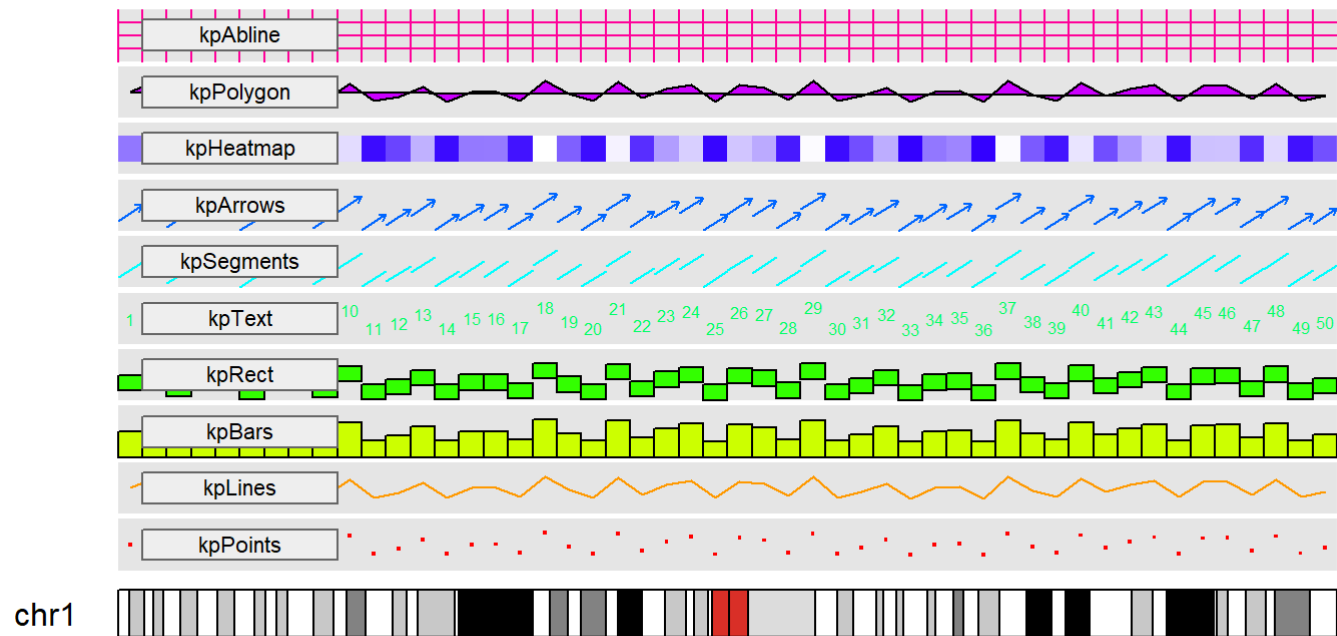 kpAbline
kpPolygon
kpHeatmap
kpArrows
kpSegments
1 kpText 10 11 12 13 14 15 16 17 18 19 20 21 22 23 24 25 26 27 28 29 30 31 32 33 34 35 36 37 38 39 40 41 42 43 44 45 46 47 48 49 50
kpRect
kpBars
kpLines
kpPoints
chr1